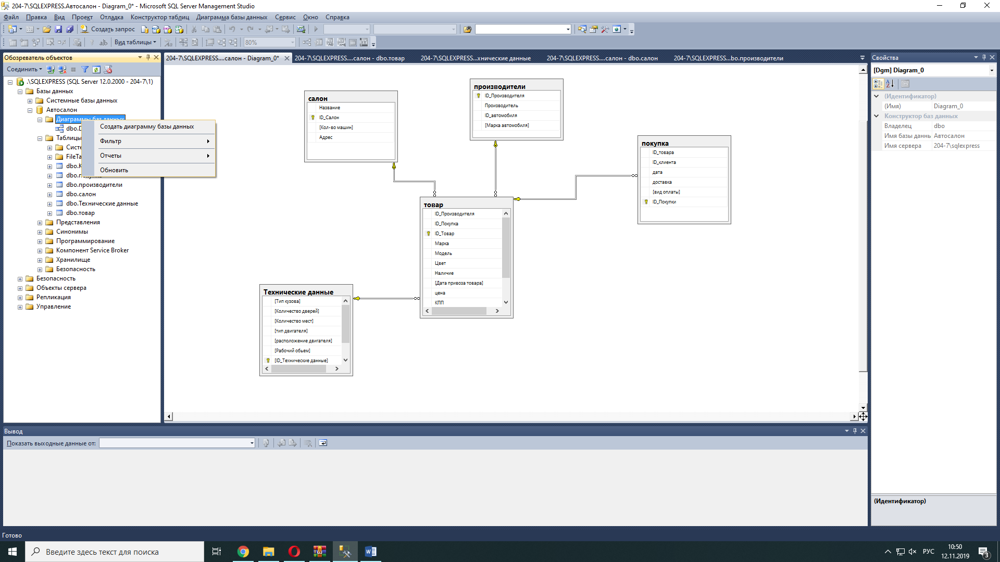 204-7\SQLEXPRESS.Автосалон - Diagram_0* - Microsoft SQL Server Management Studio
Файл Правка Вид Проект Отладка Конструктор таблиц Диаграмма базы данных Сервис Окно Справка
Создать запрос
Вид таблицы 80%
Обозреватель объектов
204-7\SQLEXPRESS....салон - Diagram_0* 204-7\SQLEXPRESS....салон - dbo.товар 204-7\SQLEXPRESS...хнические данные 204-7\SQLEXPRESS....салон - dbo.салон 204-7\SQLEXPRESS...bo.производители
Соединить
.\SQLEXPRESS (SQL Server 12.0.2000 - 204-7\1)
Базы данных
Системные базы данных
Автосалон
Диаграммы баз данных
dbo.D
Таблицы
Систе
FileTa
dbo.К
dbo.покупка
dbo.производители
dbo.салон
dbo.Технические данные
dbo.товар
Представления
Синонимы
Программирование
Компонент Service Broker
Хранилище
Безопасность
Безопасность
Объекты сервера
Репликация
Управление
Создать диаграмму базы данных
Фильтр
Отчеты
Обновить
салон
Название
ID_Салон
[Кол-во машин]
Адрес
производители
ID_Производителя
Производитель
ID_автомобиля
[Марка автомобиля]
покупка
ID_товара
ID_клиента
дата
доставка
[вид оплаты]
ID_Покупки
товар
ID_Производителя
ID_Покупка
ID_Товар
Марка
Модель
Цвет
Наличие
[Дата привоза товара]
цена
КПП
Технические данные
[Тип кузова]
[Количество дверей]
[Количество мест]
[тип двигателя]
[расположение двигателя]
[Рабочий обьем]
[ID_Технические данные]
Свойства
[Dgm] Diagram_0
(Идентификатор)
(Имя) Diagram_0
Конструктор баз данных
Владелец dbo
Имя базы данны Автосалон
Имя сервера 204-7\sqlexpress
(Идентификатор)
Вывод
Показать выходные данные от:
Готово
Введите здесь текст для поиска
РУС
10:50
12.11.2019
3